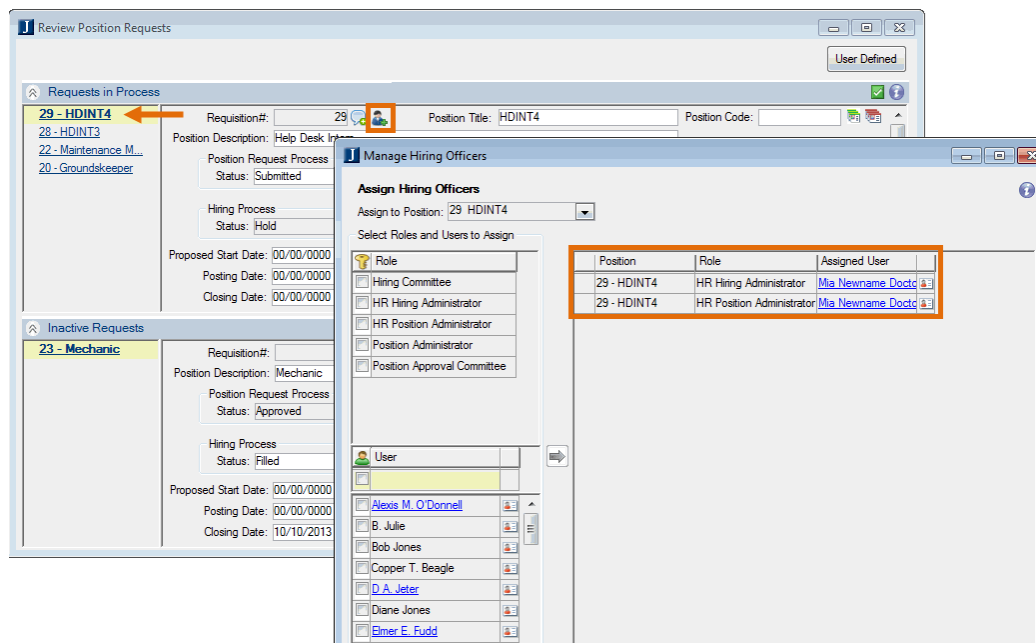 Review Position Requests
User Defined
Requests in Process
29 - HDINT4
28 - HDINT3
22 - Maintenance M...
20 - Groundskeeper
Requisition#: 29
Position Title: HDINT4
Position Code:
Position Description: Help Desk Intern
Position Request Process
Status: Submitted
Hiring Process
Status: Hold
Proposed Start Date: 00/00/0000
Posting Date: 00/00/0000
Closing Date: 00/00/0000
Inactive Requests
23 - Mechanic
Requisition#:
Position Description: Mechanic
Position Request Process
Status: Approved
Hiring Process
Status: Filled
Proposed Start Date: 00/00/0000
Posting Date: 00/00/0000
Closing Date: 10/10/2013
Manage Hiring Officers
Assign Hiring Officers
Assign to Position: 29 HDINT4
Select Roles and Users to Assign
Role
Hiring Committee
HR Hiring Administrator
HR Position Administrator
Position Administrator
Position Approval Committee
User
Alexis M. O'Donnell
B. Julie
Bob Jones
Copper T. Beagle
D A. Jeter
Diane Jones
Elmer E. Fudd
Position Role Assigned User
29 - HDINT4 HR Hiring Administrator Mia Newname Docto
29 - HDINT4 HR Position Administrator Mia Newname Docto